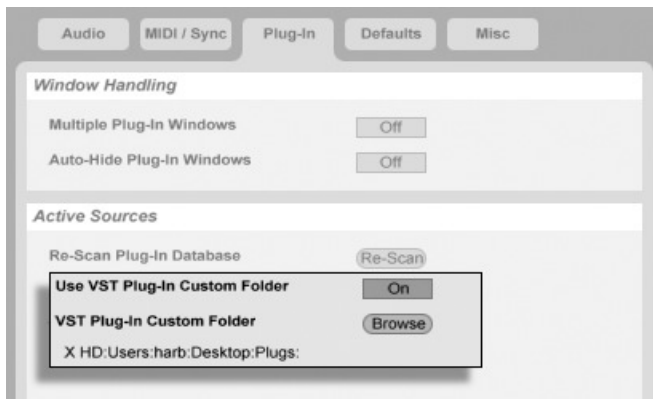 Audio MIDI / Sync Plug-In Defaults Misc
Window Handling
Multiple Plug-In Windows Off
Auto-Hide Plug-In Windows Off
Active Sources
Re-Scan Plug-In Database Re-Scan
Use VST Plug-In Custom Folder On
VST Plug-In Custom Folder Browse
X HD:Users:harb:Desktop:Plugs: